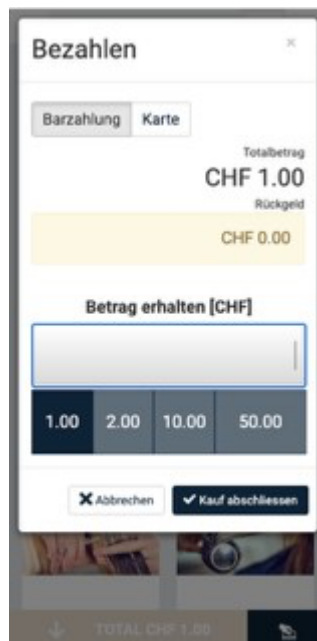 Bezahlen ×
Barzahlung Karte
Totalbetrag
CHF 1.00
Rückgeld
CHF 0.00
Betrag erhalten [CHF]
1.00 2.00 10.00 50.00
Abbrechen Kauf abschliessen
TOTAL CHF 1.00